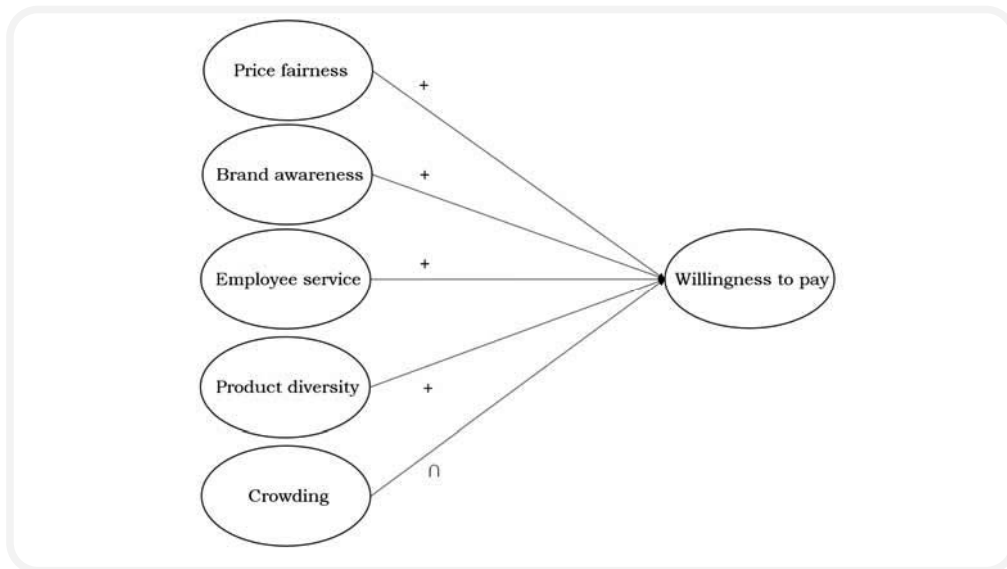 Price fairness
+
Brand awareness
+
Employee service
+
Willingness to pay
Product diversity
+
∩
Crowding